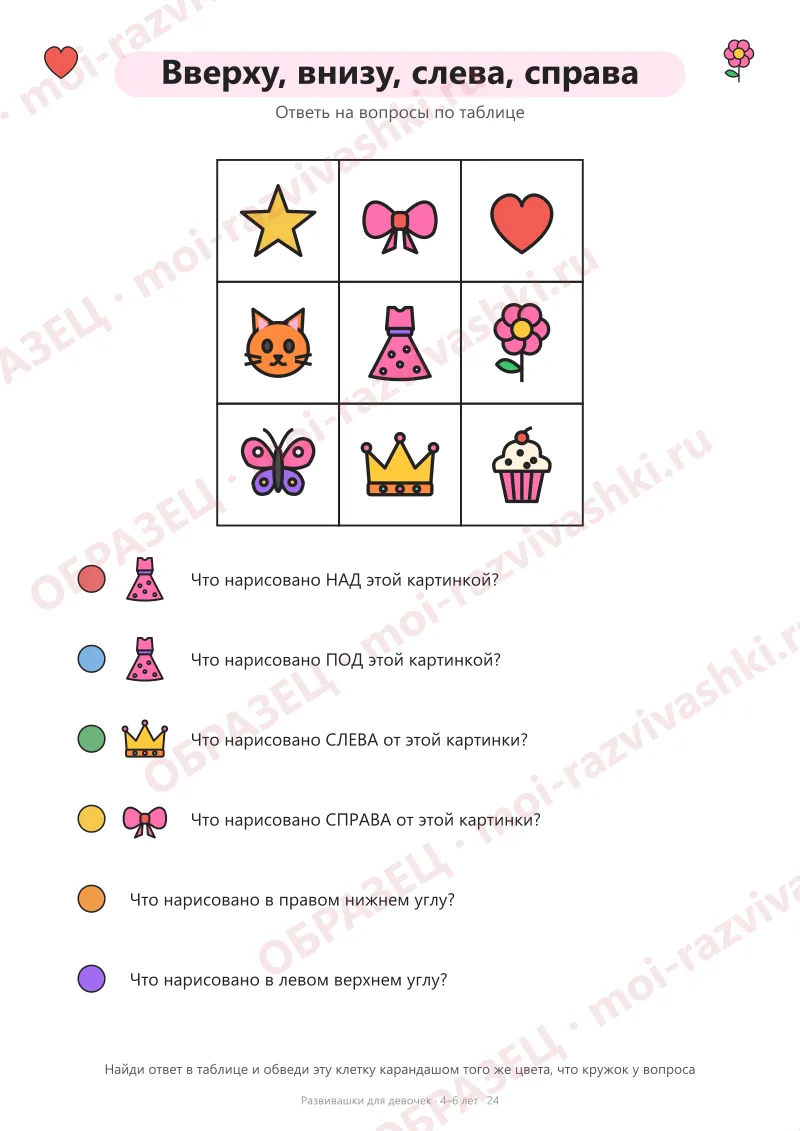 Вверху, внизу, слева, справа
Ответь на вопросы по таблице
Что нарисовано НАД этой картинкой?
Что нарисовано ПОД этой картинкой?
Что нарисовано СЛЕВА от этой картинки?
Что нарисовано СПРАВА от этой картинки?
Что нарисовано в правом нижнем углу?
Что нарисовано в левом верхнем углу?
Найди ответ в таблице и обведи эту клетку карандашом того же цвета, что кружок у вопроса
Развивашки для девочек · 4–6 лет · 24
ОБРАЗЕЦ · moi-razvivashki.ru